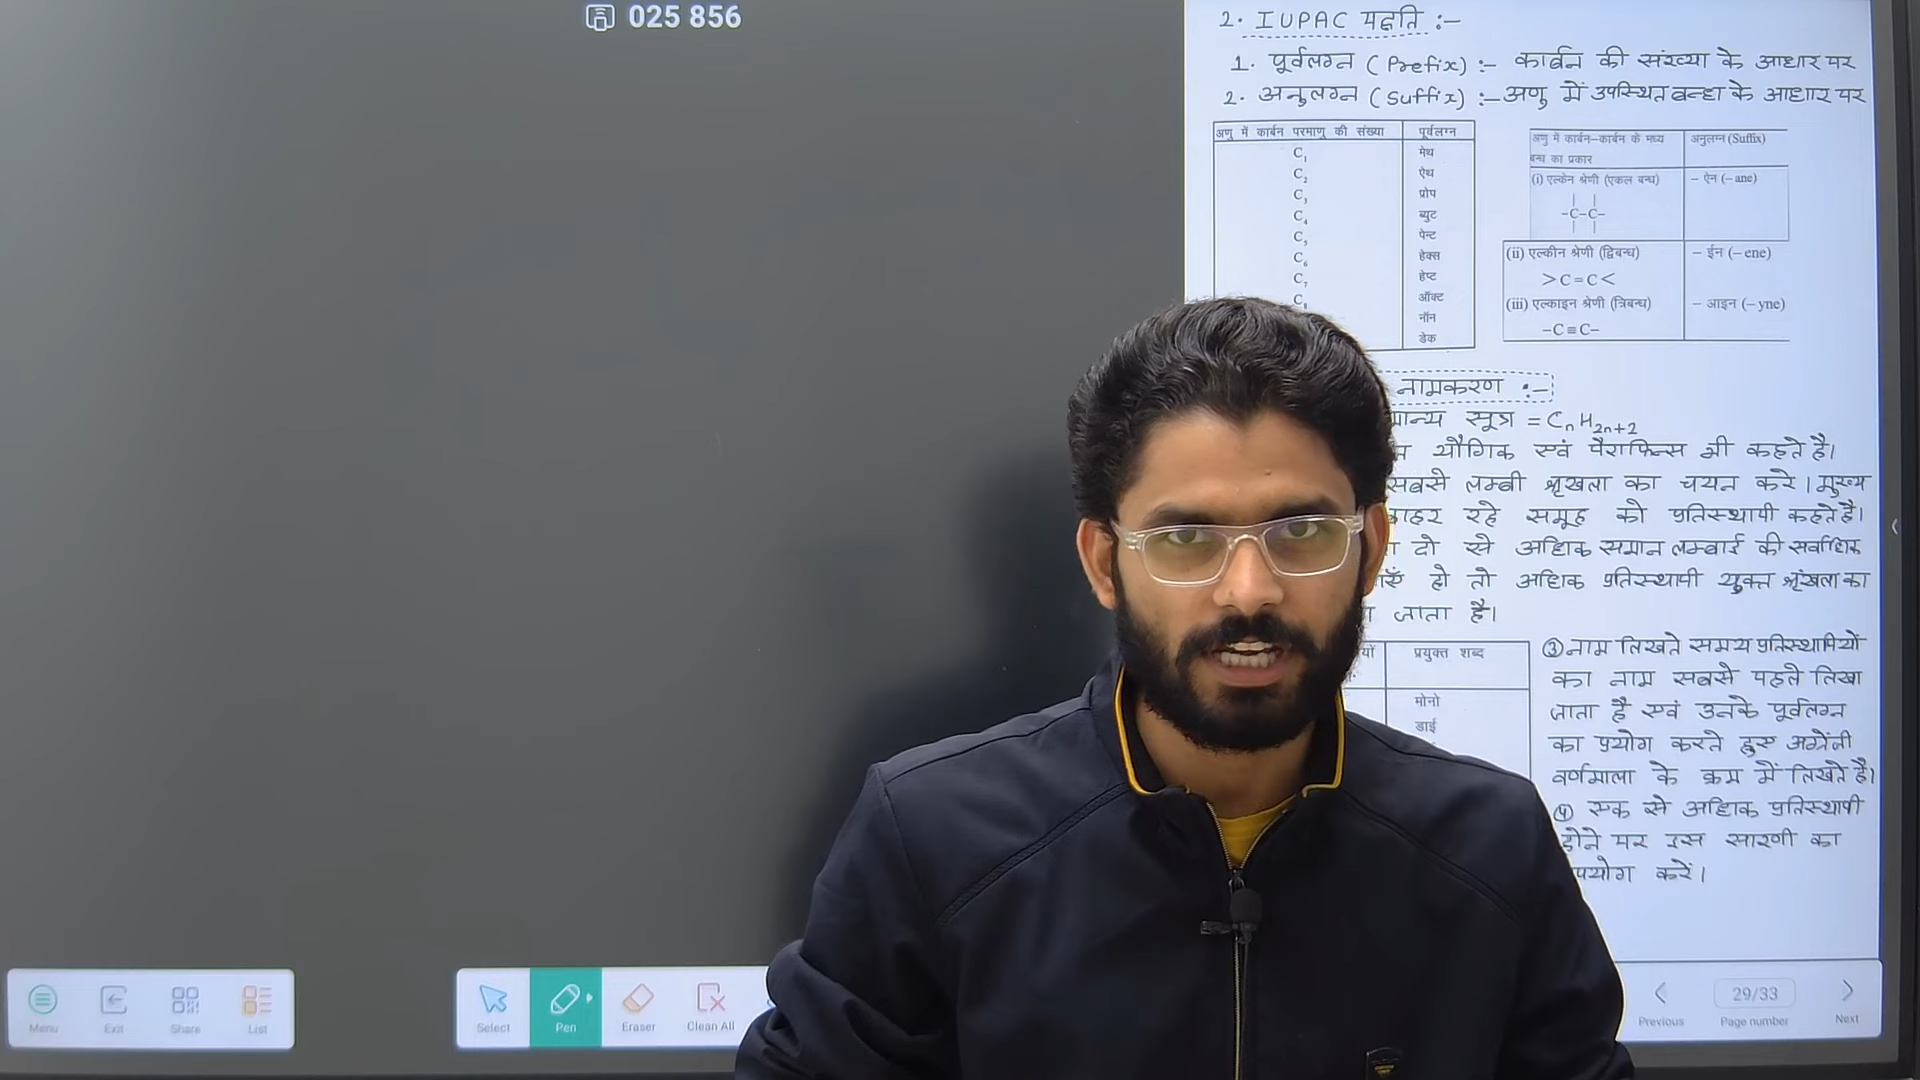 025 856
2. IUPAC पद्धति :-
1. पूर्वलग्न (Prefix) :- कार्बन की संख्या के आधार पर
2. अनुलग्न (Suffix) :- अणु में उपस्थित बन्ध के आधार पर
अणु में कार्बन परमाणु की संख्या पूर्वलग्न
C₁ मेथ
C₂ ऐथ
C₃ प्रोप
C₄ ब्युट
C₅ पेन्ट
C₆ हेक्स
C₇ हेप्ट
C₈ ऑक्ट
नॉन
डेक
अणु में कार्बन–कार्बन के मध्य अनुलग्न (Suffix)
बन्ध का प्रकार
(i) एल्केन श्रेणी (एकल बन्ध) – ऐन (– ane)
-C-C-
(ii) एल्कीन श्रेणी (द्विबन्ध) – ईन (– ene)
>C=C<
(iii) एल्काइन श्रेणी (त्रिबन्ध) – आइन (– yne)
-C≡C-
नामकरण :-
सूत्र = CₙH₂ₙ₊₂
यौगिक एवं पैराफिन्स भी कहते है।
सबसे लम्बी श्रृंखला का चयन करे। मुख्य
बाहर रहे समूह को प्रतिस्थापी कहते है।
दो से अधिक समान लम्बाई की सर्वाधिक
हो तो अधिक प्रतिस्थापी युक्त श्रृंखला का
जाता है।
प्रयुक्त शब्द
मोनो
डाई
③ नाम लिखते समय प्रतिस्थापियों
का नाम सबसे पहले लिखा
जाता है एवं उनके पूर्वलग्न
का प्रयोग करते हुए अंग्रेजी
वर्णमाला के क्रम में लिखते है।
④ एक से अधिक प्रतिस्थापी
होने पर इस सारणी का
करें।
Menu Exit Share List
Select Pen Eraser Clean All
29/33
Previous Page number Next